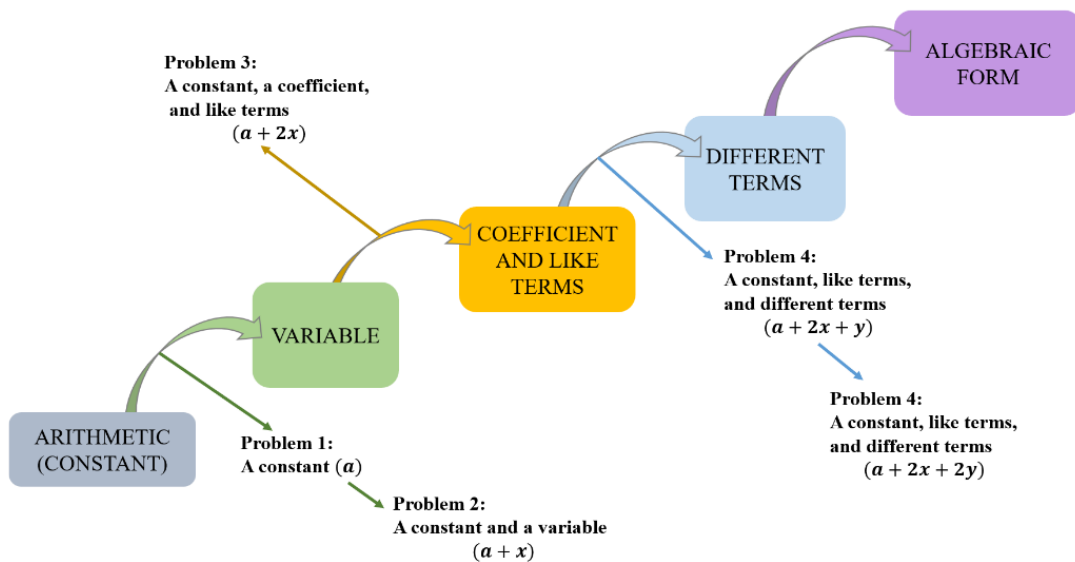 ALGEBRAIC
FORM
Problem 3:
A constant, a coefficient,
and like terms
(a + 2x)
DIFFERENT
TERMS
COEFFICIENT
AND LIKE
TERMS
Problem 4:
A constant, like terms,
and different terms
(a + 2x + y)
VARIABLE
Problem 4:
A constant, like terms,
and different terms
(a + 2x + 2y)
ARITHMETIC
(CONSTANT)
Problem 1:
A constant (a)
Problem 2:
A constant and a variable
(a + x)